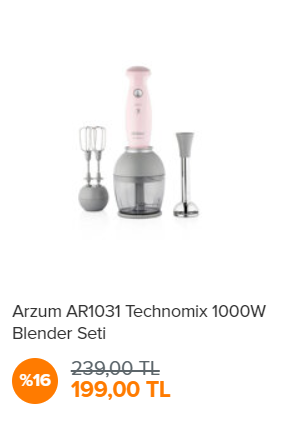 Arzum AR1031 Technomix 1000W
Blender Seti
%16
239,00 TL
199,00 TL